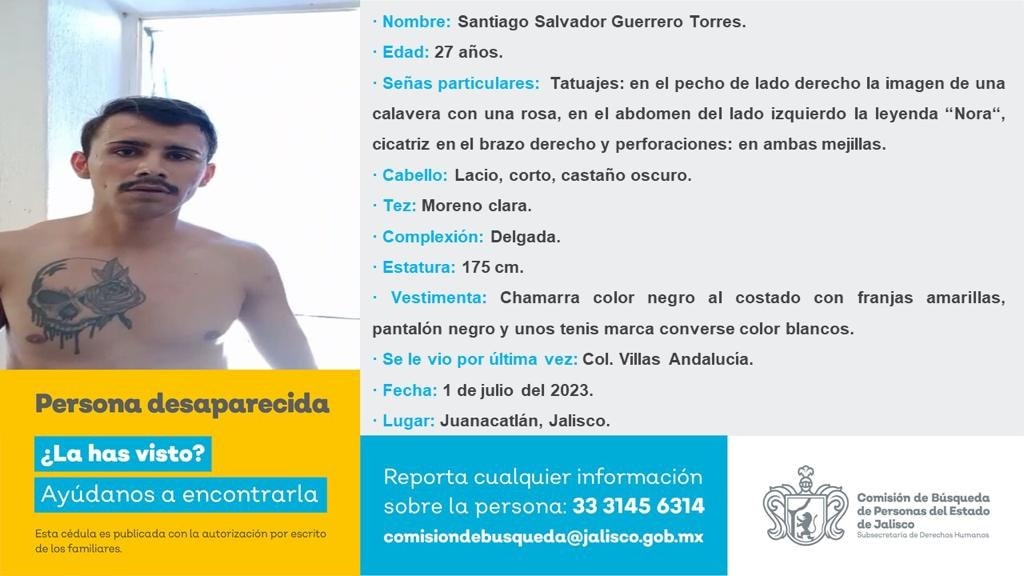 · Nombre: Santiago Salvador Guerrero Torres.
· Edad: 27 años.
· Señas particulares: Tatuajes: en el pecho de lado derecho la imagen de una
calavera con una rosa, en el abdomen del lado izquierdo la leyenda “Nora“,
cicatriz en el brazo derecho y perforaciones: en ambas mejillas.
· Cabello: Lacio, corto, castaño oscuro.
· Tez: Moreno clara.
· Complexión: Delgada.
· Estatura: 175 cm.
· Vestimenta: Chamarra color negro al costado con franjas amarillas,
pantalón negro y unos tenis marca converse color blancos.
· Se le vio por última vez: Col. Villas Andalucía.
· Fecha: 1 de julio del 2023.
· Lugar: Juanacatlán, Jalisco.
Persona desaparecida
¿La has visto?
Ayúdanos a encontrarla
Esta cédula es publicada con la autorización por escrito
de los familiares.
Reporta cualquier información
sobre la persona: 33 3145 6314
comisiondebusqueda@jalisco.gob.mx
Comisión de Búsqueda
de Personas del Estado
de Jalisco
Subsecretaría de Derechos Humanos